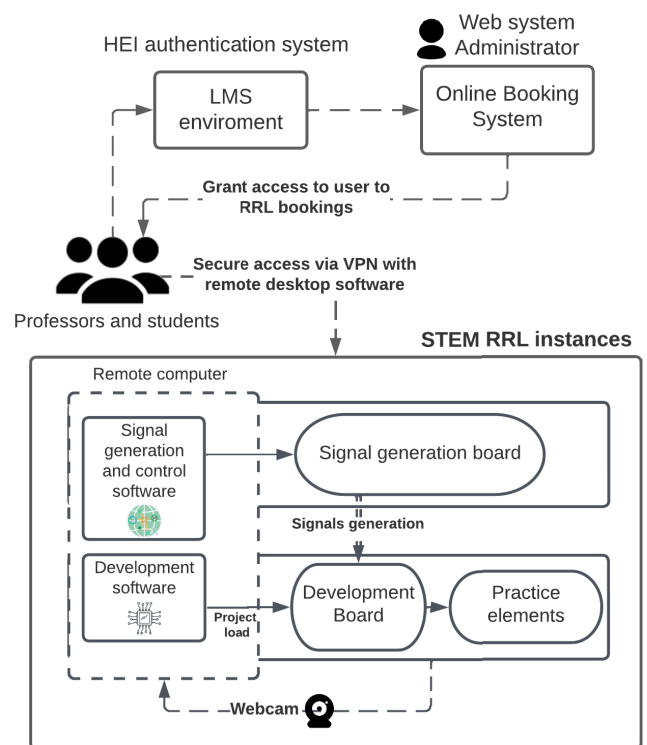 Web system
Administrator
HEI authentication system
LMS
enviroment
Online Booking
System
Grant access to user to
RRL bookings
Secure access via VPN with
remote desktop software
Professors and students
STEM RRL instances
Remote computer
Signal
generation
and control
software
Signal generation board
Signals generation
Development
software
Project
load
Development
Board
Practice
elements
Webcam